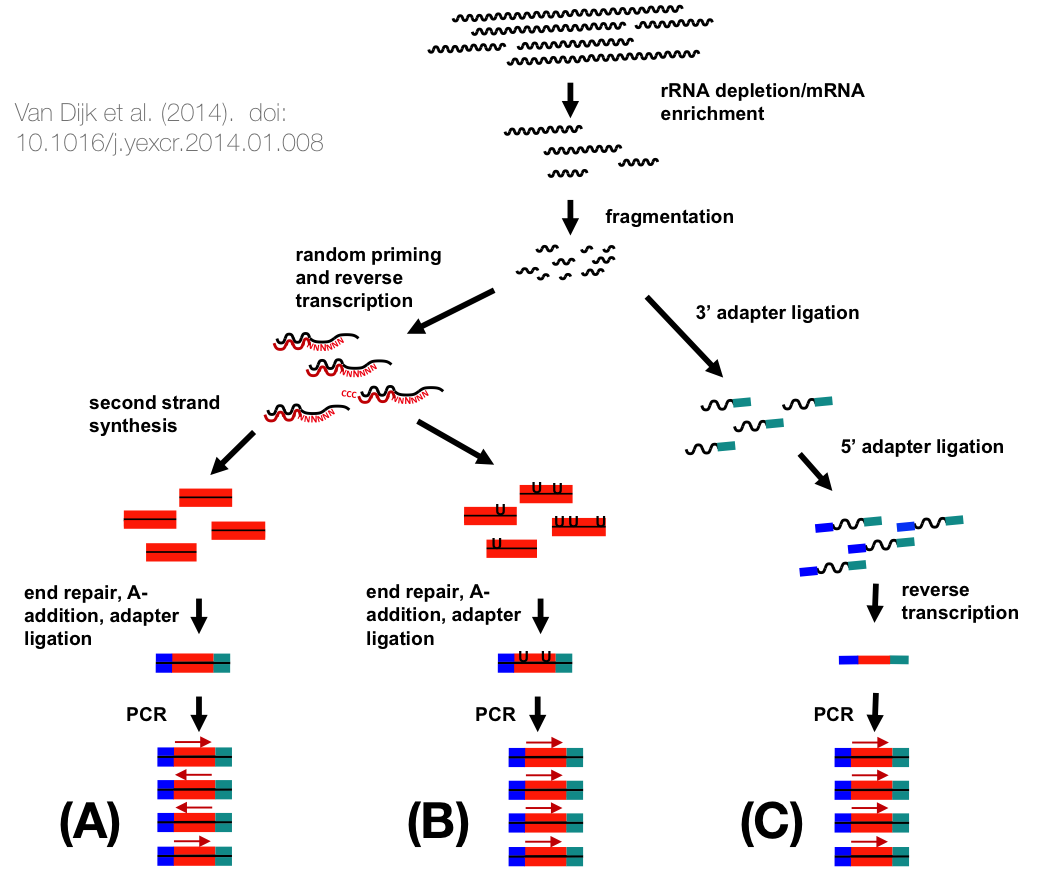 Van Dijk et al. (2014).  doi:
10.1016/j.yexcr.2014.01.008
rRNA depletion/mRNA
enrichment
fragmentation
random priming
and reverse
transcription
3’ adapter ligation
NNNNNN
NNNNNN
CCC
NNNNNN
NNNNNN
second strand
synthesis
5’ adapter ligation
U U
U
UU U
U
end repair, A-
addition, adapter
ligation
end repair, A-
addition, adapter
ligation
reverse
transcription
U U
PCR
PCR
PCR
(A)
(B)
(C)